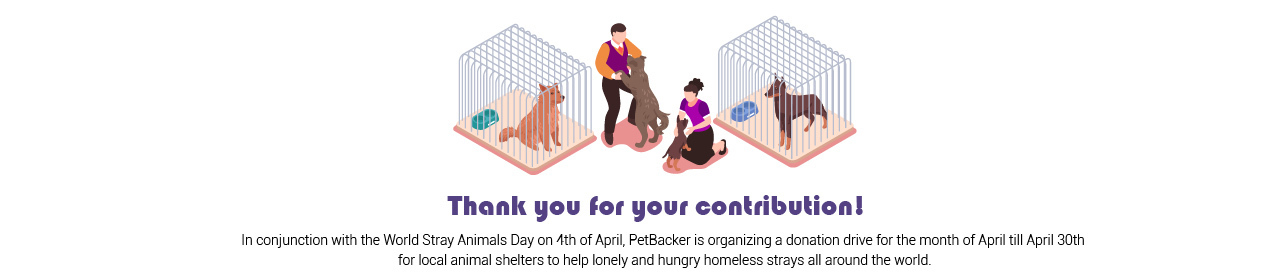 Thank you for your contribution!
In conjunction with the World Stray Animals Day on 4th of April, PetBacker is organizing a donation drive for the month of April till April 30th
for local animal shelters to help lonely and hungry homeless strays all around the world.